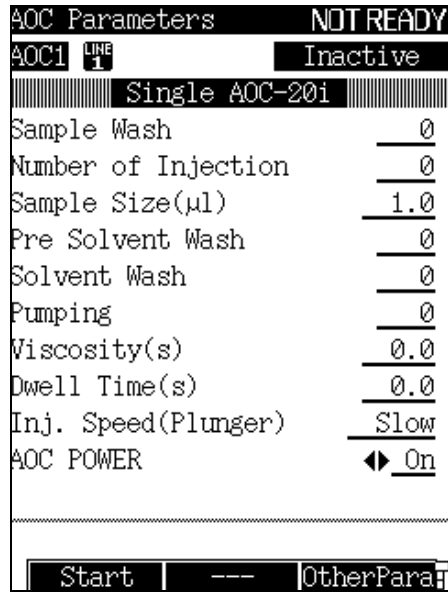 AOC Parameters NOT READY
AOC1 LINE 1 Inactive
Single AOC-20i
Sample Wash 0
Number of Injection 0
Sample Size(μl) 1.0
Pre Solvent Wash 0
Solvent Wash 0
Pumping 0
Viscosity(s) 0.0
Dwell Time(s) 0.0
Inj. Speed(Plunger) Slow
AOC POWER On
Start --- OtherPara